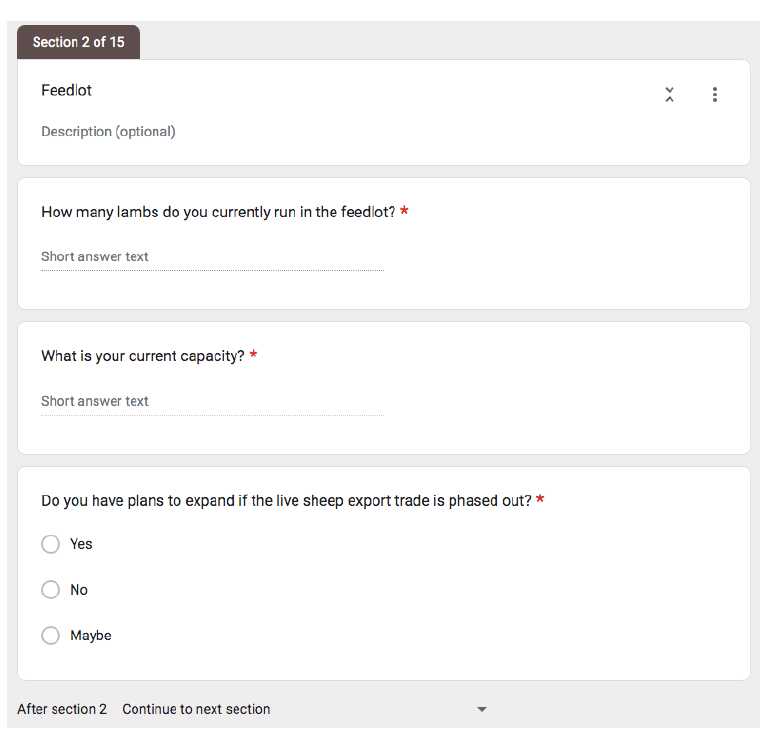 Section 2 of 15
Feedlot
Description (optional)
How many lambs do you currently run in the feedlot? *
Short answer text
What is your current capacity? *
Short answer text
Do you have plans to expand if the live sheep export trade is phased out? *
Yes
No
Maybe
After section 2 Continue to next section